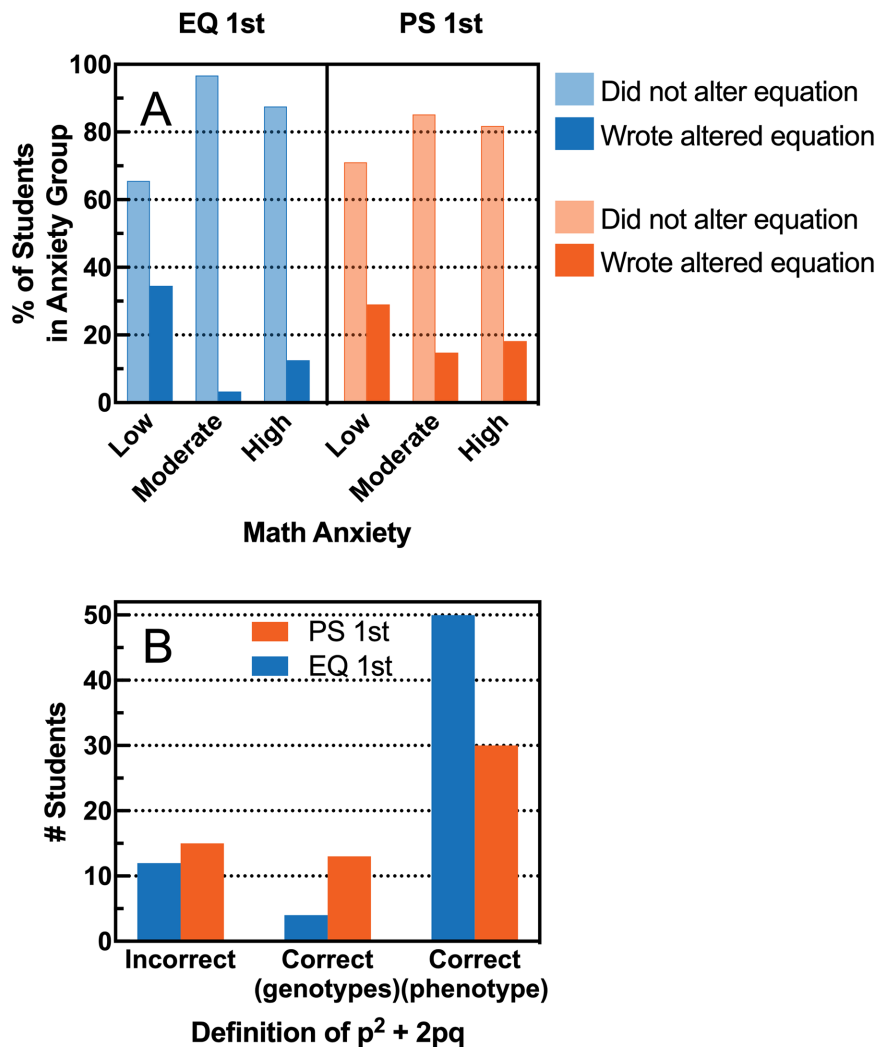 EQ 1st
PS 1st
A
100
80
60
40
20
0
% of Students
in Anxiety Group
Low
Moderate
High
Low
Moderate
High
Math Anxiety
Did not alter equation
Wrote altered equation
Did not alter equation
Wrote altered equation
B
PS 1st
EQ 1st
50
40
30
20
10
0
# Students
Incorrect
Correct
(genotypes)
Correct
(phenotype)
Definition of p² + 2pq